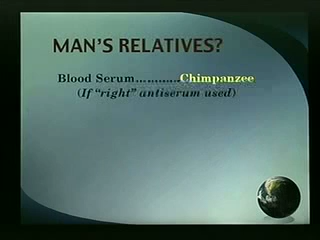 MAN'S RELATIVES?
Blood Serum............Chimpanzee
(If "right" antiserum used)